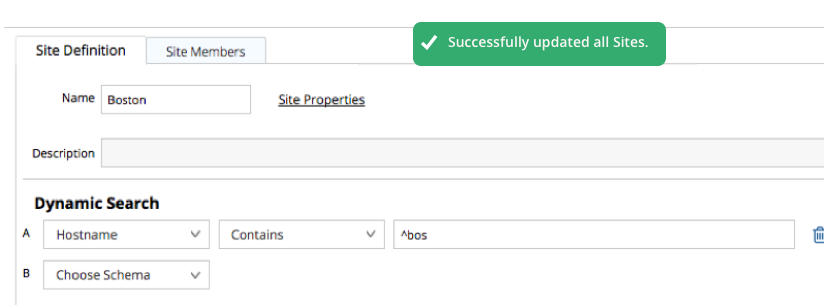 Successfully updated all Sites.
Site Definition
Site Members
Name
Boston
Site Properties
Description
Dynamic Search
A
Hostname
Contains
^bos
B
Choose Schema